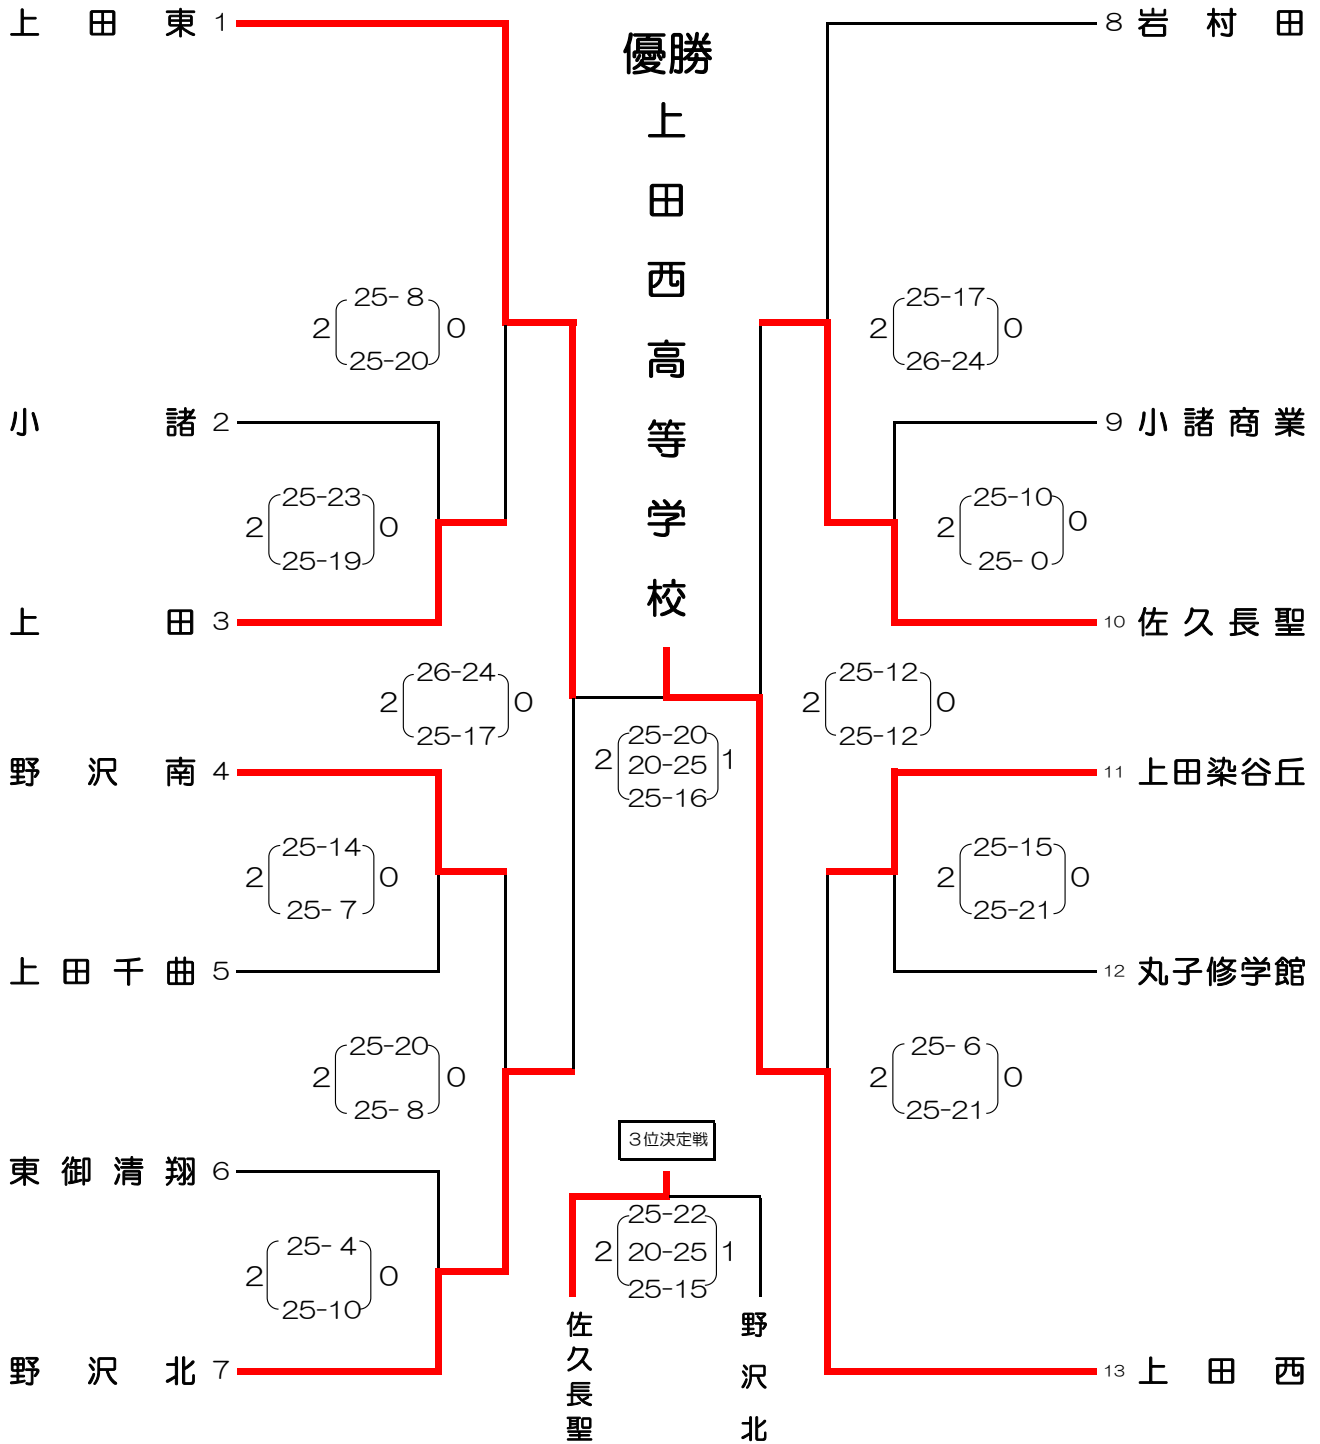 優勝
上田西高等学校
上田東 1
25- 8
2 0
25-20
小諸 2
25-23
2 0
25-19
上田 3
26-24
2 0
25-17
野沢南 4
25-14
2 0
25- 7
上田千曲 5
25-20
2 0
25- 8
東御清翔 6
25- 4
2 0
25-10
野沢北 7
25-20
2 20-25 1
25-16
3位決定戦
25-22
2 20-25 1
25-15
佐久長聖
野沢北
8 岩村田
25-17
2 0
26-24
9 小諸商業
25-10
2 0
25- 0
10 佐久長聖
25-12
2 0
25-12
11 上田染谷丘
25-15
2 0
25-21
12 丸子修学館
25- 6
2 0
25-21
13 上田西